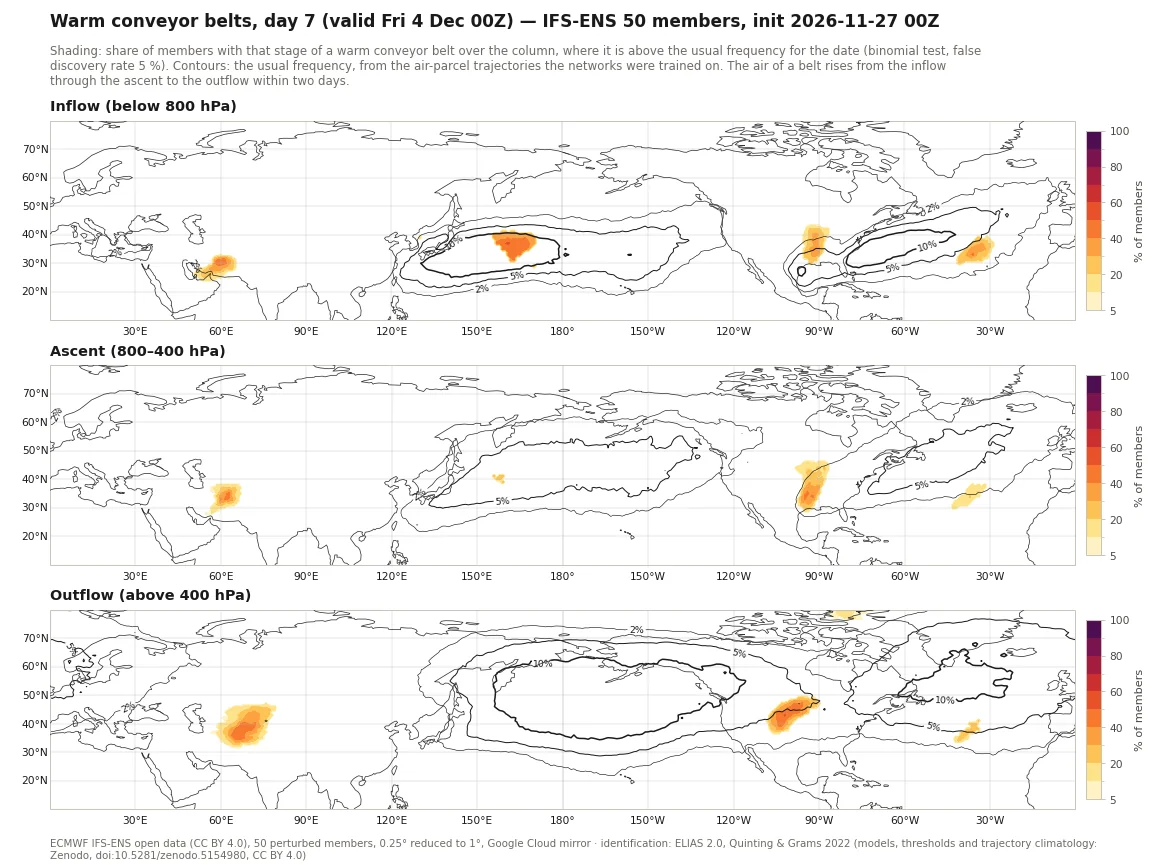 Warm conveyor belts, day 7 (valid Fri 4 Dec 00Z) — IFS-ENS 50 members, init 2026-11-27 00Z
Shading: share of members with that stage of a warm conveyor belt over the column, where it is above the usual frequency for the date (binomial test, false
discovery rate 5 %). Contours: the usual frequency, from the air-parcel trajectories the networks were trained on. The air of a belt rises from the inflow
through the ascent to the outflow within two days.
Inflow (below 800 hPa)
70°N
60°N
50°N
40°N
30°N
20°N
2%
5%
2%
2%
10%
5%
30°E 60°E 90°E 120°E 150°E 180° 150°W 120°W 90°W 60°W 30°W
100
80
60
40
20
5
% of members
Ascent (800–400 hPa)
70°N
60°N
50°N
40°N
30°N
20°N
2%
5%
2%
5%
30°E 60°E 90°E 120°E 150°E 180° 150°W 120°W 90°W 60°W 30°W
100
80
60
40
20
5
% of members
Outflow (above 400 hPa)
70°N
60°N
50°N
40°N
30°N
20°N
2%
5%
10%
10%
5%
30°E 60°E 90°E 120°E 150°E 180° 150°W 120°W 90°W 60°W 30°W
100
80
60
40
20
5
% of members
ECMWF IFS-ENS open data (CC BY 4.0), 50 perturbed members, 0.25° reduced to 1°, Google Cloud mirror · identification: ELIAS 2.0, Quinting & Grams 2022 (models, thresholds and trajectory climatology:
Zenodo, doi:10.5281/zenodo.5154980, CC BY 4.0)